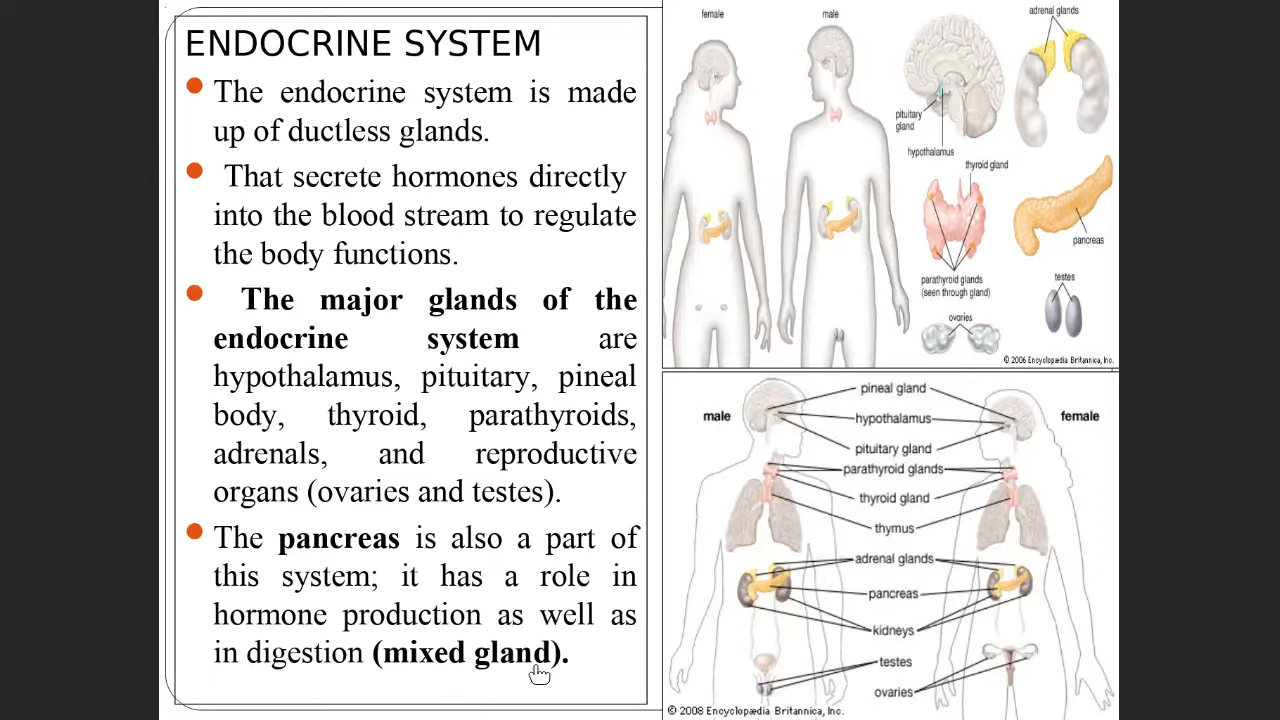 ENDOCRINE SYSTEM
The endocrine system is made
up of ductless glands.
That secrete hormones directly
into the blood stream to regulate
the body functions.
The major glands of the
endocrine system are
hypothalamus, pituitary, pineal
body, thyroid, parathyroids,
adrenals, and reproductive
organs (ovaries and testes).
The pancreas is also a part of
this system; it has a role in
hormone production as well as
in digestion (mixed gland).
female
male
adrenal glands
pituitary
gland
hypothalamus
thyroid gland
pancreas
parathyroid glands
(seen through gland)
testes
ovaries
© 2006 Encyclopædia Britannica, Inc.
male
female
pineal gland
hypothalamus
pituitary gland
parathyroid glands
thyroid gland
thymus
adrenal glands
pancreas
kidneys
testes
ovaries
© 2008 Encyclopædia Britannica, Inc.